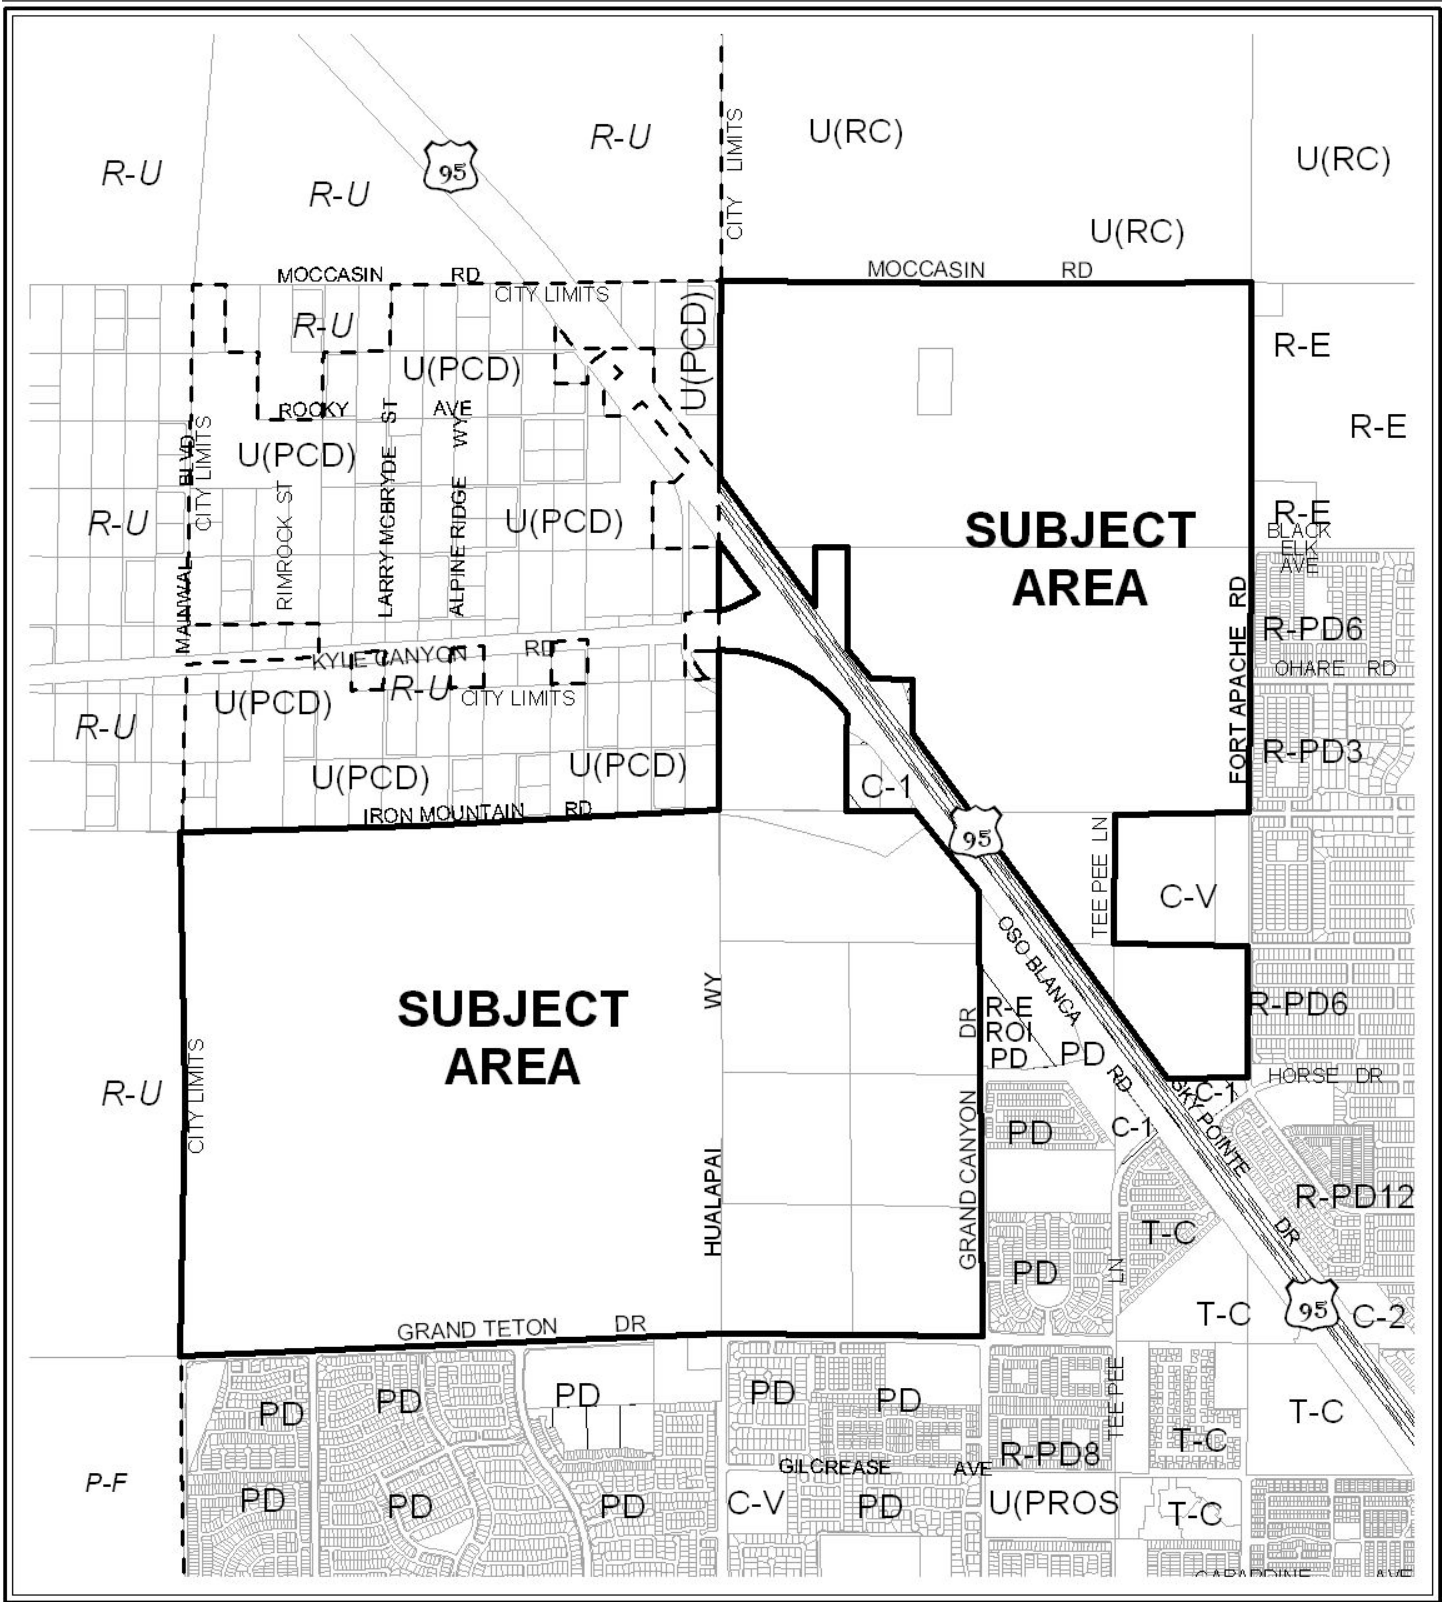 R-U
U(RC)
CITY LIMITS
95
R-U
U(RC)
R-U
U(RC)
MOCCASIN RD
MOCCASIN RD
CITY LIMITS
R-U
U(PCD)
R-E
U(PCD)
ROCKY AVE
R-E
U(PCD)
MAINWAL BLVD
CITY LIMITS
RIMROCK ST
LARRY MCBRYDE ST
ALPINE RIDGE WY
R-U
U(PCD)
SUBJECT
AREA
R-E
BLACK
ELK
AVE
FORT APACHE RD
R-PD6
OHARE RD
KYLE CANYON RD
R-U
CITY LIMITS
U(PCD)
R-U
R-PD3
U(PCD)
U(PCD)
C-1
IRON MOUNTAIN RD
95
TEE PEE LN
C-V
OSO BLANCA RD
SUBJECT
AREA
HUALAPAI WY
GRAND CANYON DR
R-E
ROI
PD
PD
R-PD6
HORSE DR
C-1
SKY POINTE DR
R-U
CITY LIMITS
PD
C-1
R-PD12
T-C
PD
LN
T-C
95
C-2
GRAND TETON DR
TEE PEE
PD
PD
PD
PD
PD
T-C
T-C
R-PD8
GILCREASE AVE
P-F
PD
PD
PD
C-V
PD
U(PROS
T-C